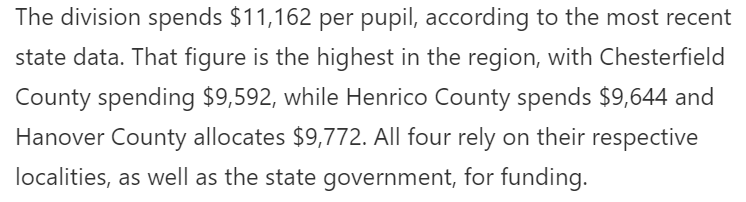 The division spends $11,162 per pupil, according to the most recent
state data. That figure is the highest in the region, with Chesterfield
County spending $9,592, while Henrico County spends $9,644 and
Hanover County allocates $9,772. All four rely on their respective
localities, as well as the state government, for funding.